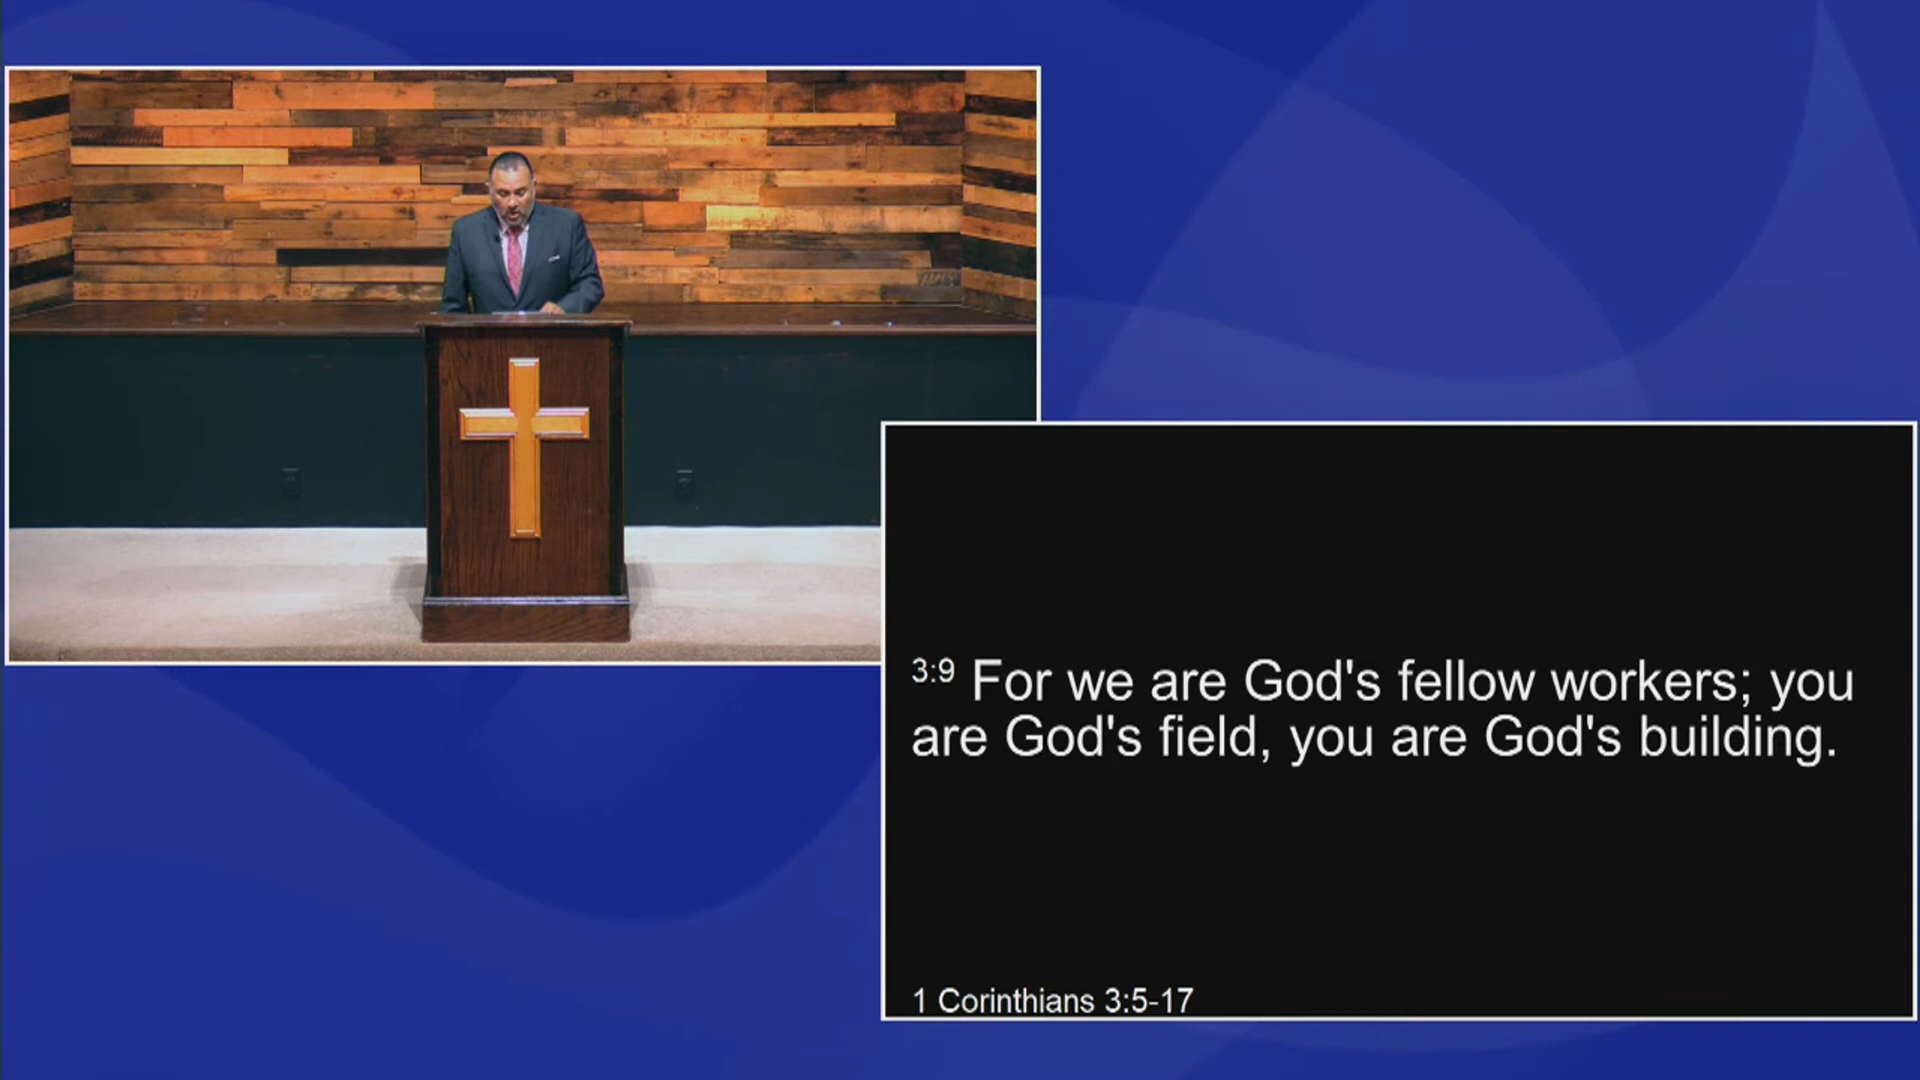 3:9 For we are God's fellow workers; you
are God's field, you are God's building.
1 Corinthians 3:5-17